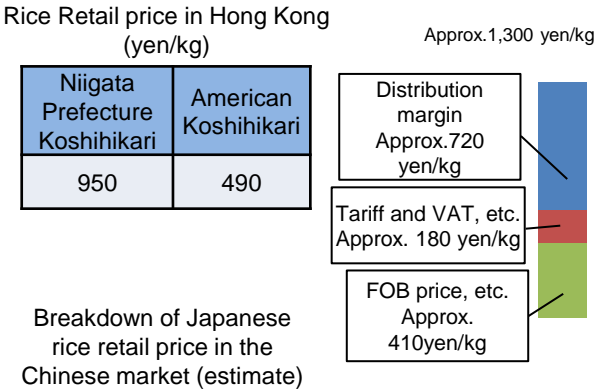 Rice Retail price in Hong Kong
(yen/kg)
Niigata
Prefecture
Koshihikari
American
Koshihikari
950
490
Approx.1,300 yen/kg
Distribution
margin
Approx.720
yen/kg
Tariff and VAT, etc.
Approx. 180 yen/kg
FOB price, etc.
Approx.
410yen/kg
Breakdown of Japanese
rice retail price in the
Chinese market (estimate)